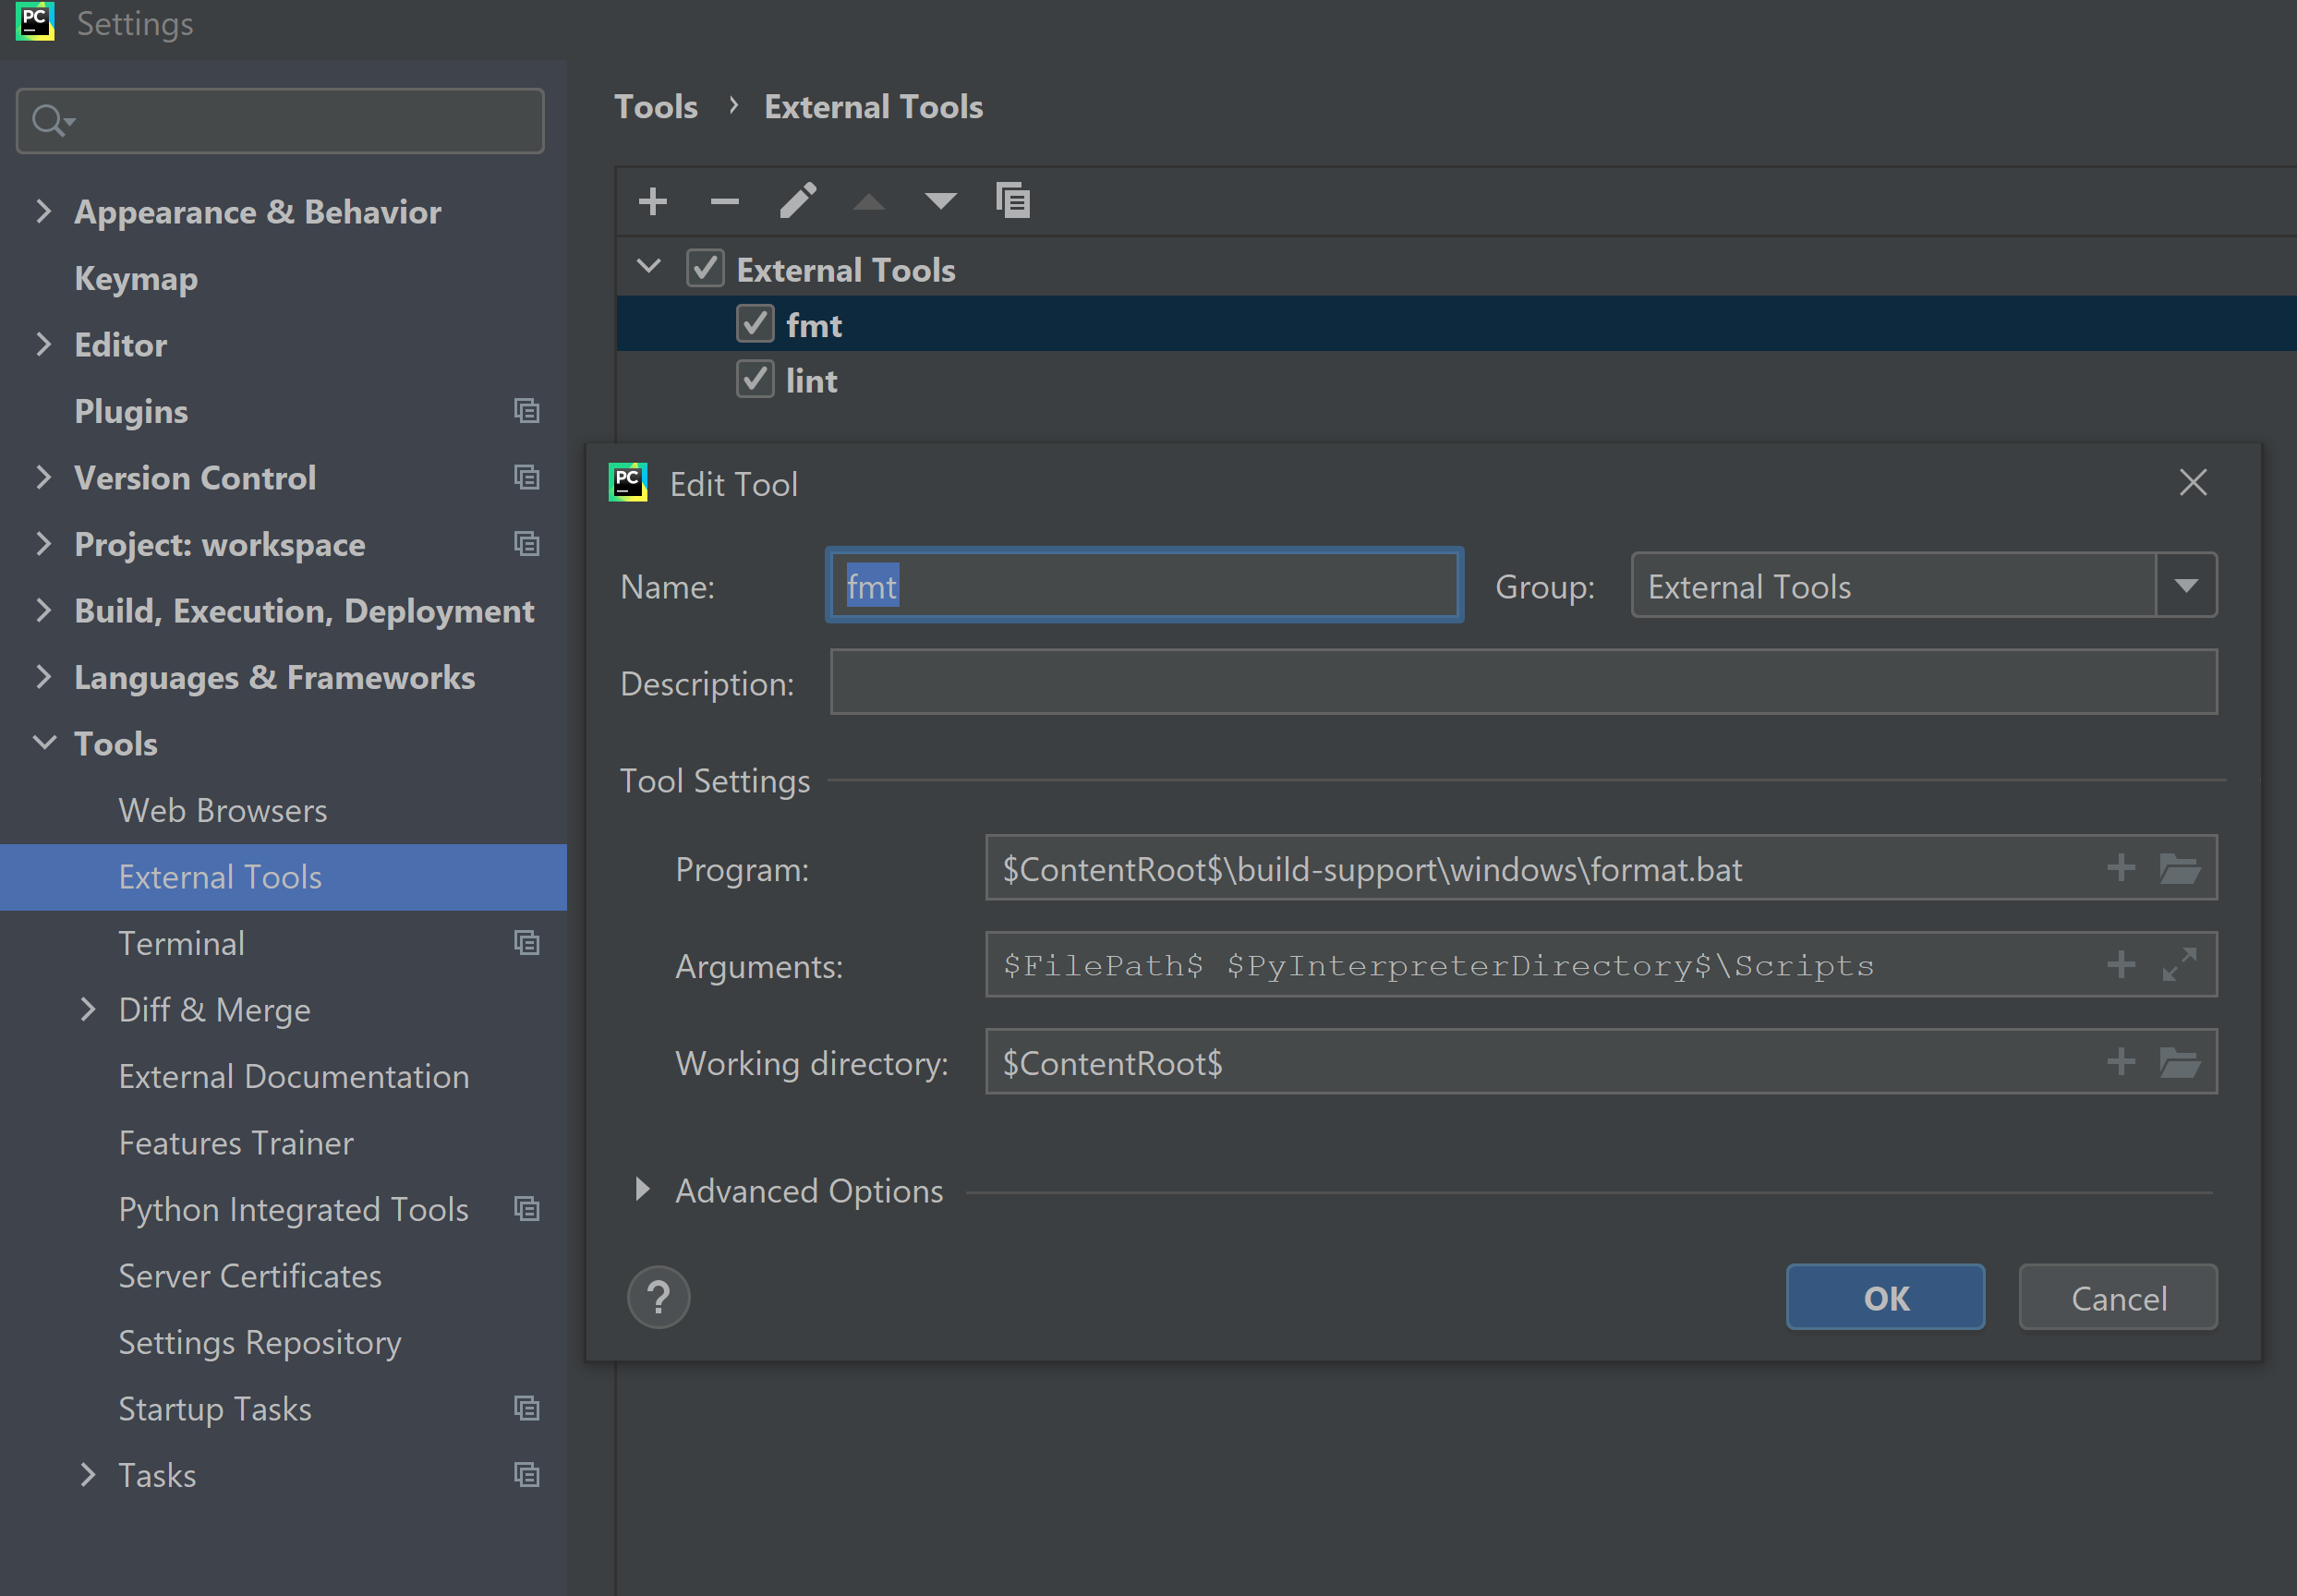 PC Settings
Appearance & Behavior
Keymap
Editor
Plugins
Version Control
Project: workspace
Build, Execution, Deployment
Languages & Frameworks
Tools
Web Browsers
External Tools
Terminal
Diff & Merge
External Documentation
Features Trainer
Python Integrated Tools
Server Certificates
Settings Repository
Startup Tasks
Tasks
Tools › External Tools
External Tools
fmt
lint
PC Edit Tool
Name: fmt Group: External Tools
Description:
Tool Settings
Program: $ContentRoot$\build-support\windows\format.bat
Arguments: $FilePath$ $PyInterpreterDirectory$\Scripts
Working directory: $ContentRoot$
Advanced Options
? OK Cancel